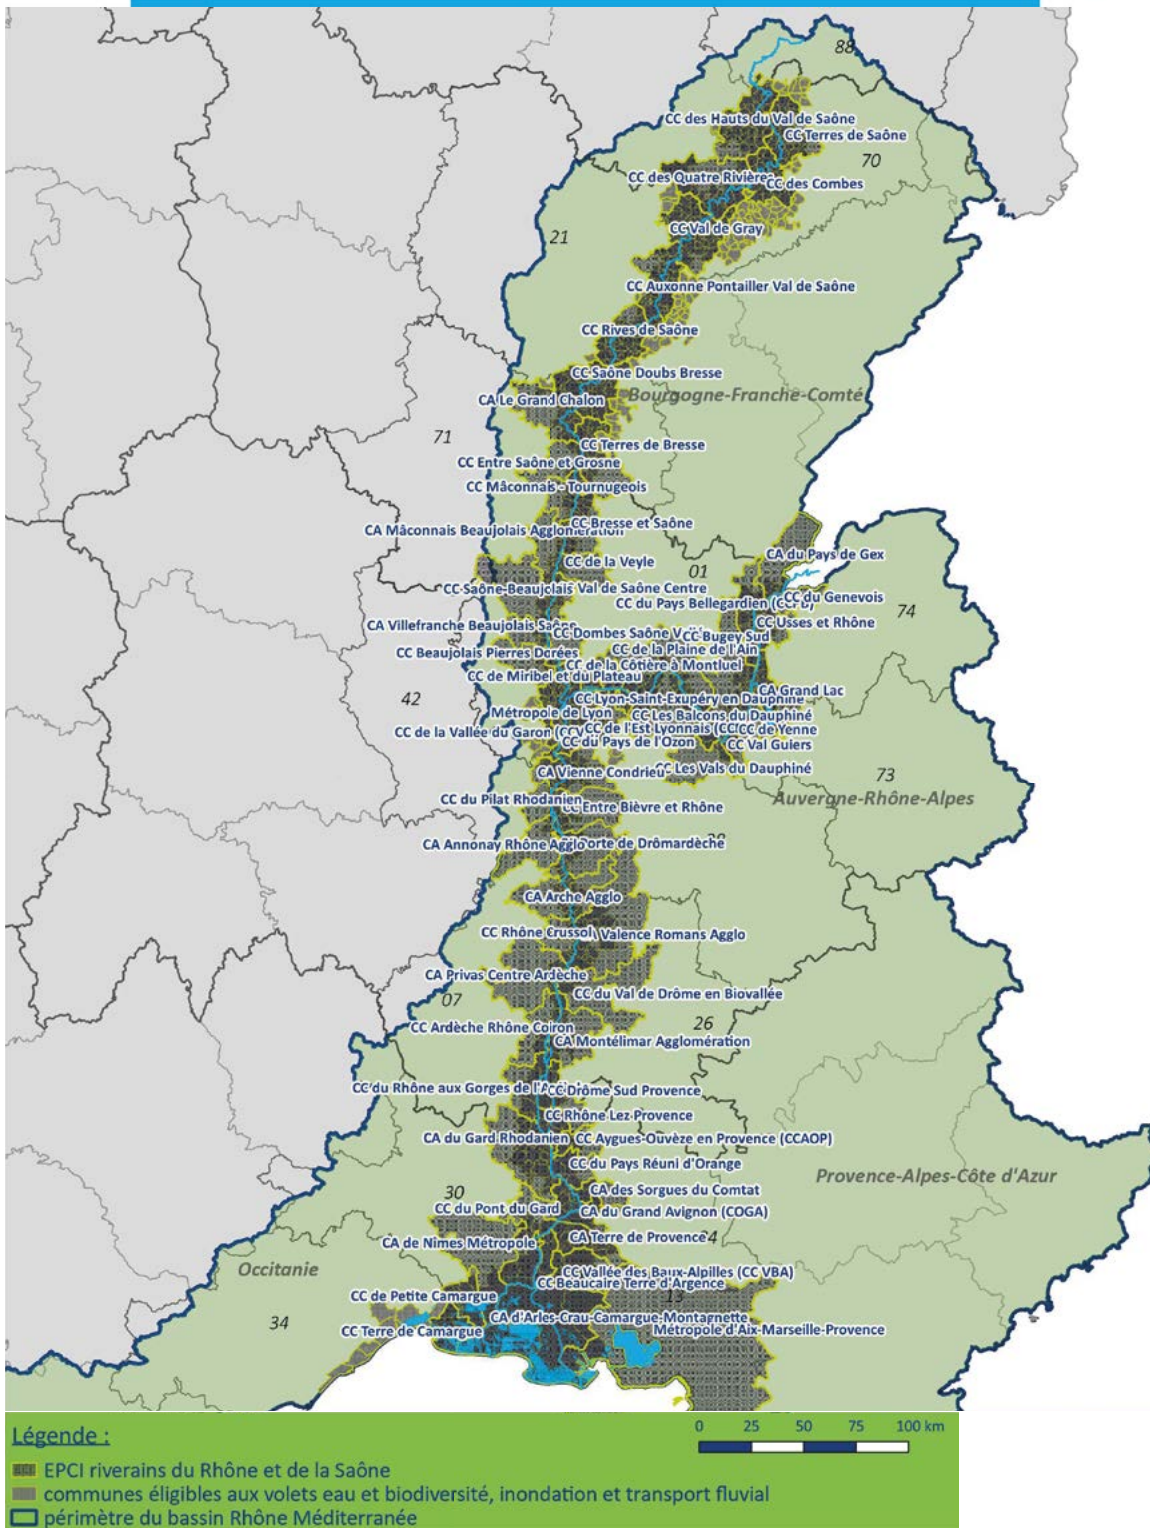 88
CC des Hauts du Val de Saône
CC Terres de Saône
70
CC des Quatre Rivières
CC des Combes
21
CC Val de Gray
CC Auxonne Pontailler Val de Saône
CC Rives de Saône
CC Saône Doubs Bresse
Bourgogne-Franche-Comté
CA Le Grand Chalon
71
CC Terres de Bresse
CC Entre Saône et Grosne
CC Mâconnais - Tournugeois
CC Bresse et Saône
CA Mâconnais Beaujolais Agglomération
CA du Pays de Gex
CC de la Veyle
01
CC Saône-Beaujolais
Val de Saône Centre
CC du Genevois
CC du Pays Bellegardien (CCPB)
74
CC Usses et Rhône
CA Villefranche Beaujolais Saône
CC Dombes Saône
CC Bugey Sud
CC Beaujolais Pierres Dorées
CC de la Plaine de l'Ain
CC de la Côtière à Montluel
CC de Miribel et du Plateau
CA Grand Lac
42
CC Lyon-Saint-Exupéry en Dauphiné
Métropole de Lyon
CC Les Balcons du Dauphiné
CC de l'Est Lyonnais
CC de Yenne
CC de la Vallée du Garon
CC du Pays de l'Ozon
CC Val Guiers
CA Vienne Condrieu
CC Les Vals du Dauphiné
73
CC du Pilat Rhodanien
CC Entre Bièvre et Rhône
Auvergne-Rhône-Alpes
CA Annonay Rhône Agglo
Porte de Drômardèche
CA Arche Agglo
CC Rhône Crussol
Valence Romans Agglo
CA Privas Centre Ardèche
CC du Val de Drôme en Biovallée
07
CC Ardèche Rhône Coiron
26
CA Montélimar Agglomération
CC du Rhône aux Gorges de
CC Drôme Sud Provence
CC Rhône Lez Provence
CA du Gard Rhodanien
CC Aygues-Ouvèze en Provence (CCAOP)
CC du Pays Réuni d'Orange
Provence-Alpes-Côte d'Azur
30
CA des Sorgues du Comtat
CC du Pont du Gard
CA du Grand Avignon (COGA)
CA de Nîmes Métropole
CA Terre de Provence
Occitanie
CC Vallée des Baux-Alpilles (CC VBA)
CC Beaucaire Terre d'Argence
CC de Petite Camargue
13
34
CA d'Arles-Crau-Camargue-Montagnette
CC Terre de Camargue
Métropole d'Aix-Marseille-Provence
0 25 50 75 100 km
Légende :
EPCI riverains du Rhône et de la Saône
communes éligibles aux volets eau et biodiversité, inondation et transport fluvial
périmètre du bassin Rhône Méditerranée